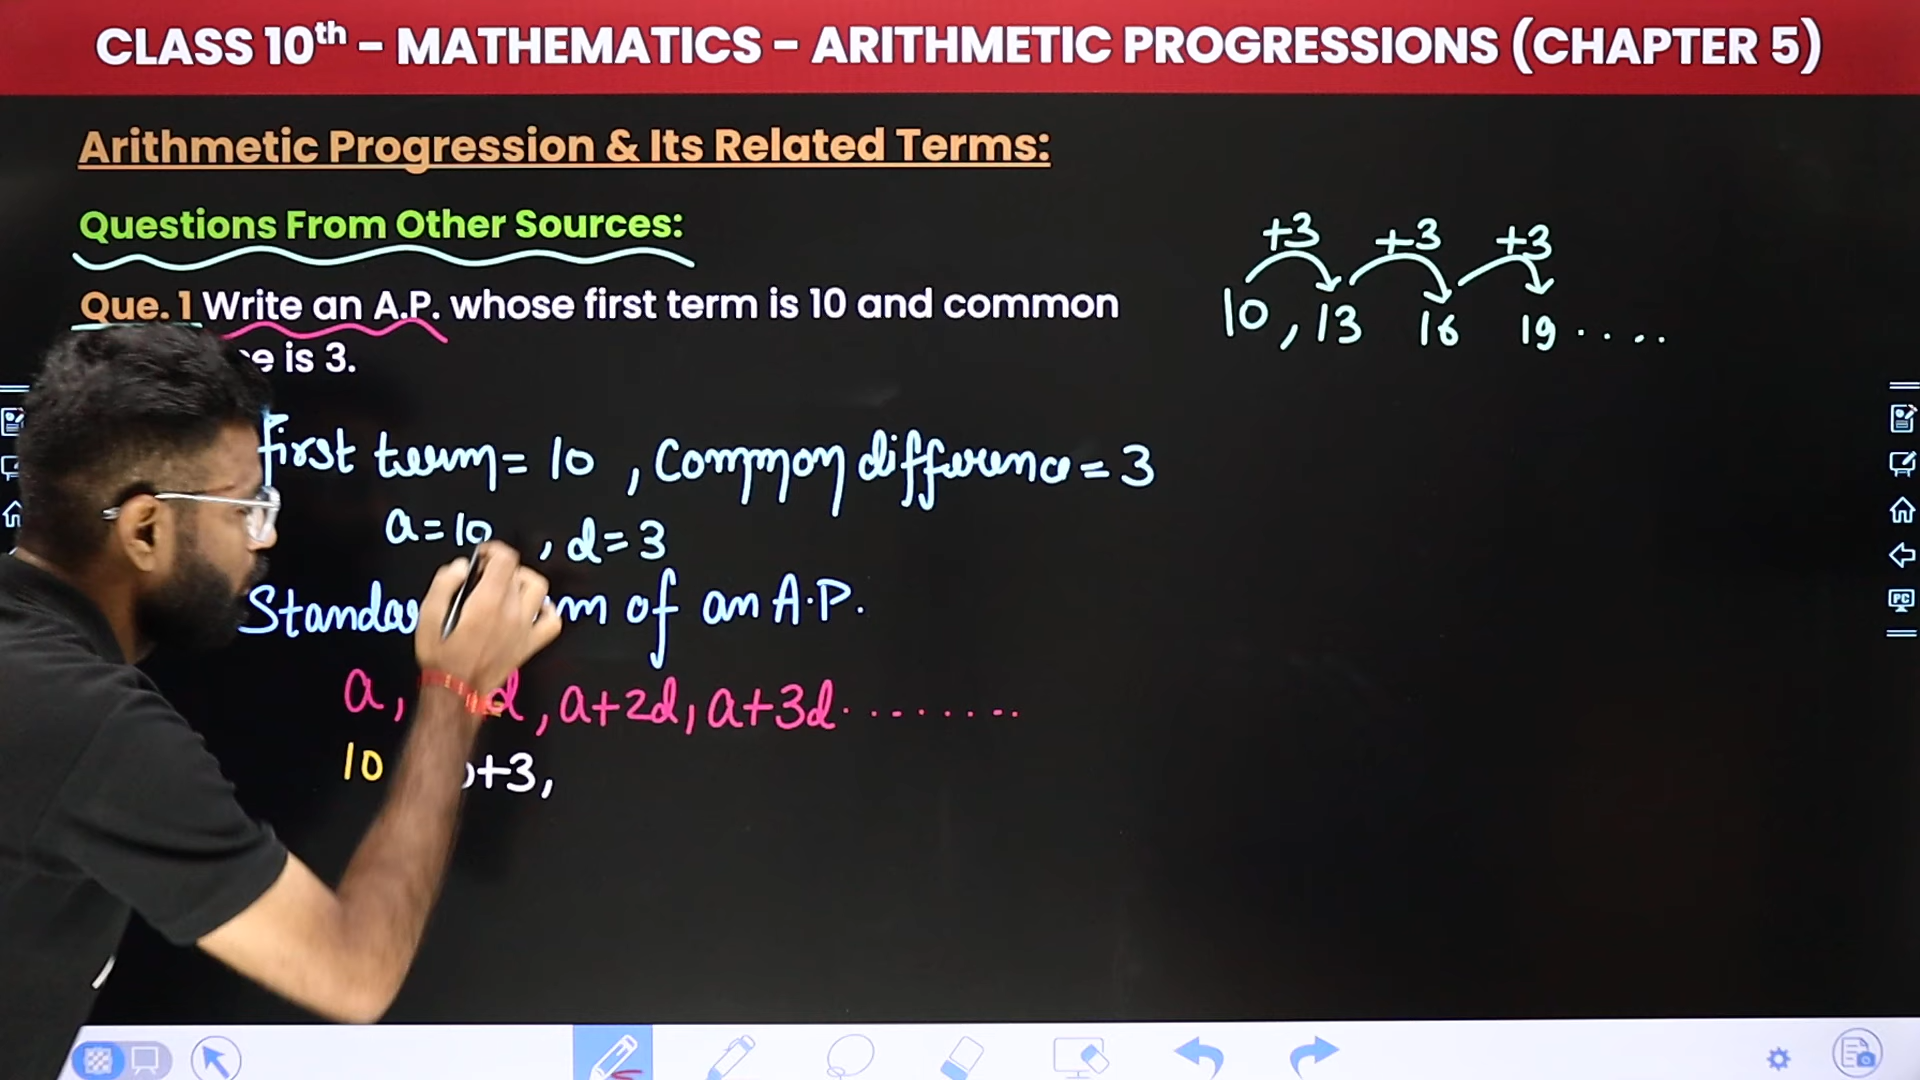 CLASS 10th - MATHEMATICS - ARITHMETIC PROGRESSIONS (CHAPTER 5)
Arithmetic Progression & Its Related Terms:
Questions From Other Sources:
Que. 1 Write an A.P. whose first term is 10 and common
is 3.
+3 +3 +3
10, 13 16 19 ....
First term = 10, Common difference = 3
a=10, d=3
of an A.P.
a, d, a+2d, a+3d ........
10 +3,
PC